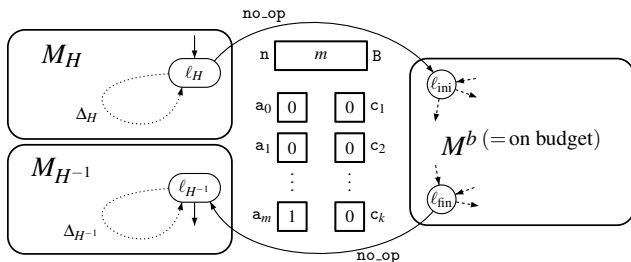 no_op
M_H
n m B
ℓ_H
ℓ_ini
Δ_H
a_0 0 0 c_1
a_1 0 0 c_2
M^b (= on budget)
M_{H^{-1}}
⋮ ⋮
ℓ_{H^{-1}}
ℓ_fin
a_m 1 0 c_k
Δ_{H^{-1}}
no_op